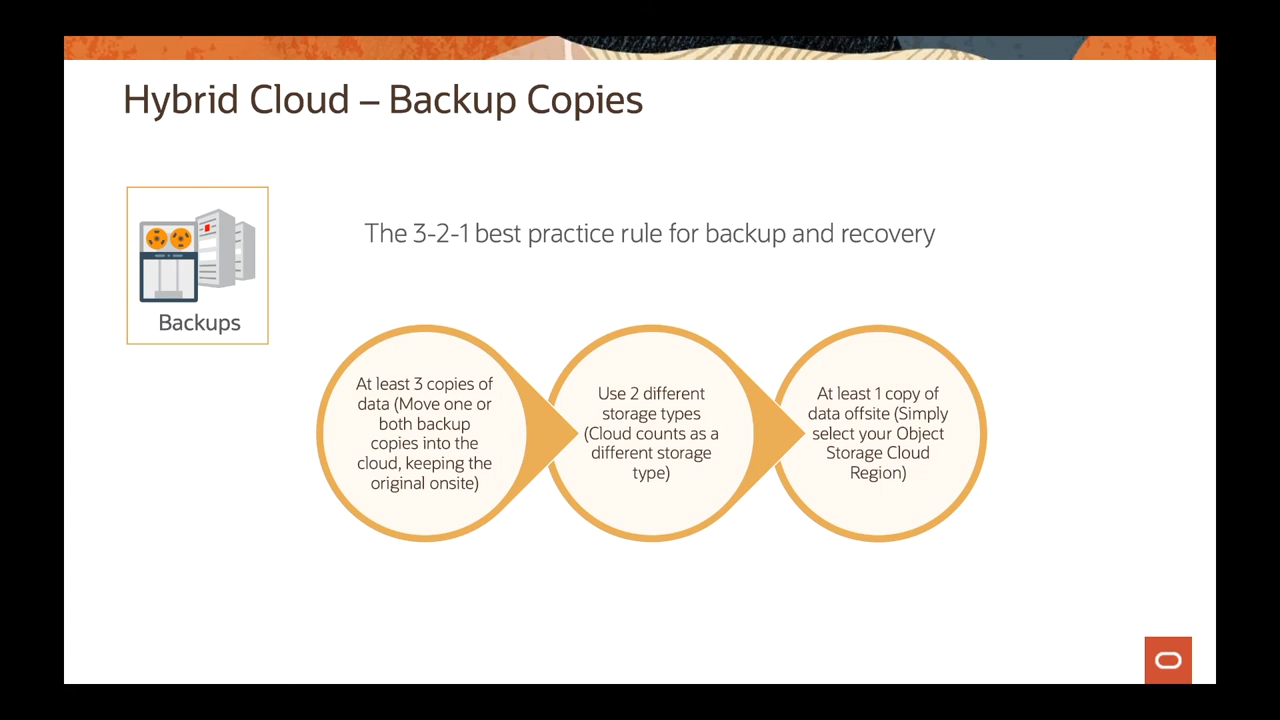 Hybrid Cloud – Backup Copies
The 3-2-1 best practice rule for backup and recovery
Backups
At least 3 copies of
data (Move one or
both backup
copies into the
cloud, keeping the
original onsite)
Use 2 different
storage types
(Cloud counts as a
different storage
type)
At least 1 copy of
data offsite (Simply
select your Object
Storage Cloud
Region)